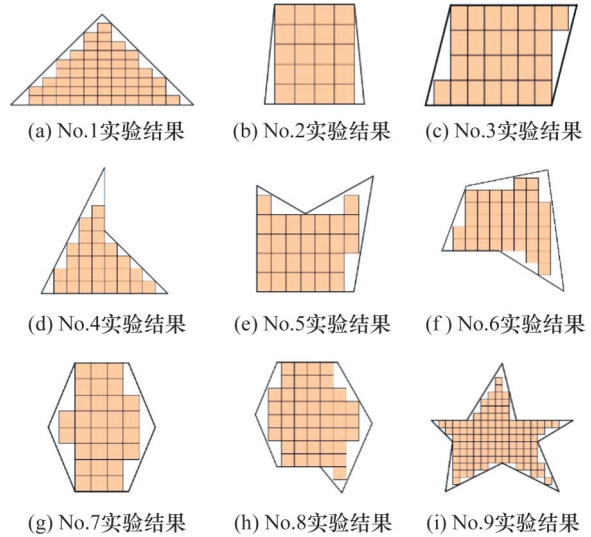 (a) No.1实验结果
(b) No.2实验结果
(c) No.3实验结果
(d) No.4实验结果
(e) No.5实验结果
(f) No.6实验结果
(g) No.7实验结果
(h) No.8实验结果
(i) No.9实验结果